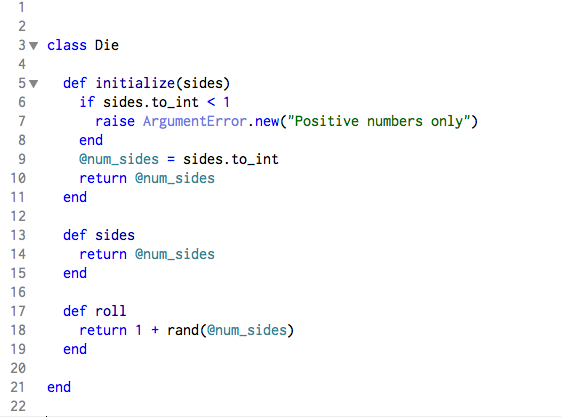 1
2
3 class Die
4
5 def initialize(sides)
6 if sides.to_int < 1
7 raise ArgumentError.new("Positive numbers only")
8 end
9 @num_sides = sides.to_int
10 return @num_sides
11 end
12
13 def sides
14 return @num_sides
15 end
16
17 def roll
18 return 1 + rand(@num_sides)
19 end
20
21 end
22